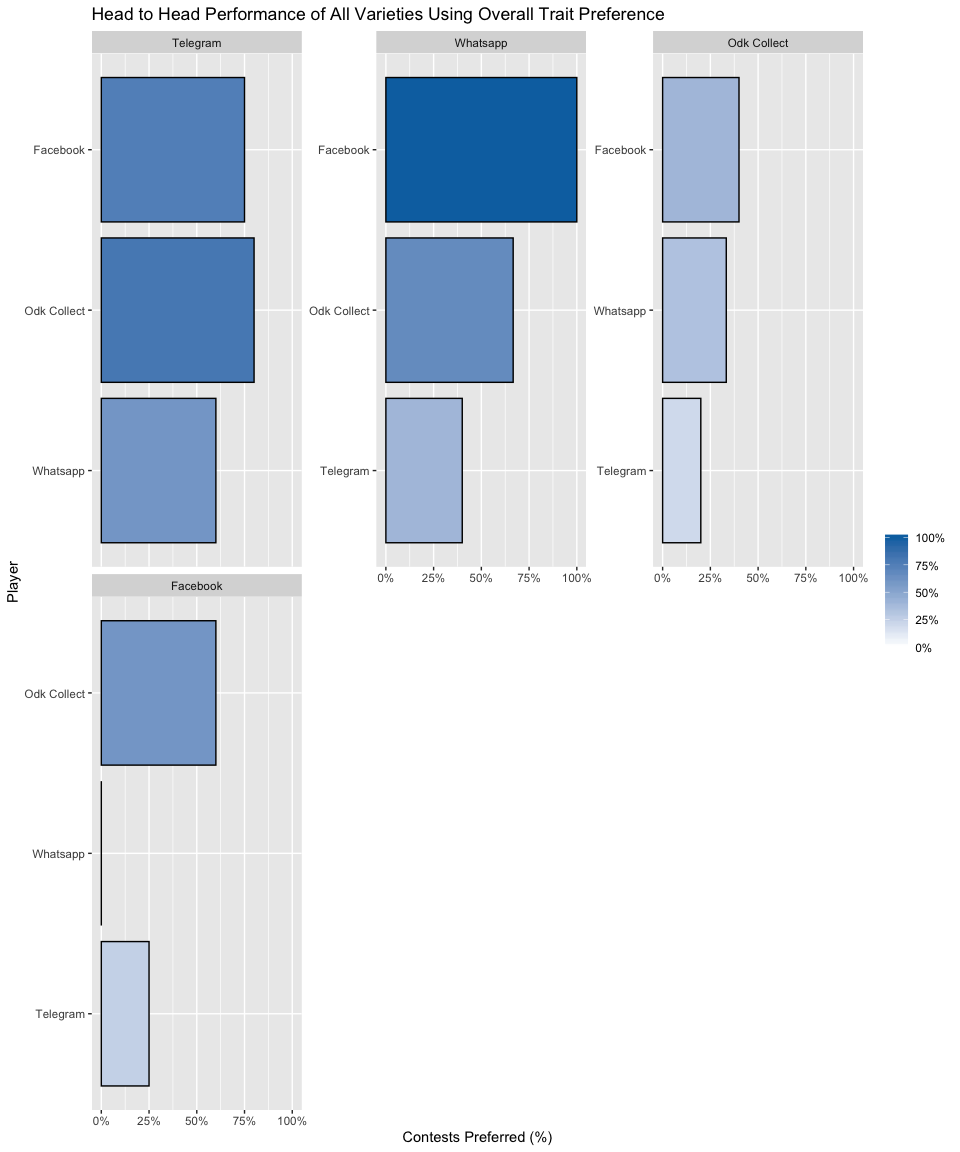 Head to Head Performance of All Varieties Using Overall Trait Preference
Telegram
Whatsapp
Odk Collect
Facebook
Odk Collect
Whatsapp
Facebook
Odk Collect
Telegram
0% 25% 50% 75% 100%
Facebook
Whatsapp
Telegram
0% 25% 50% 75% 100%
Facebook
Odk Collect
Whatsapp
Telegram
0% 25% 50% 75% 100%
Player
Contests Preferred (%)
100%
75%
50%
25%
0%